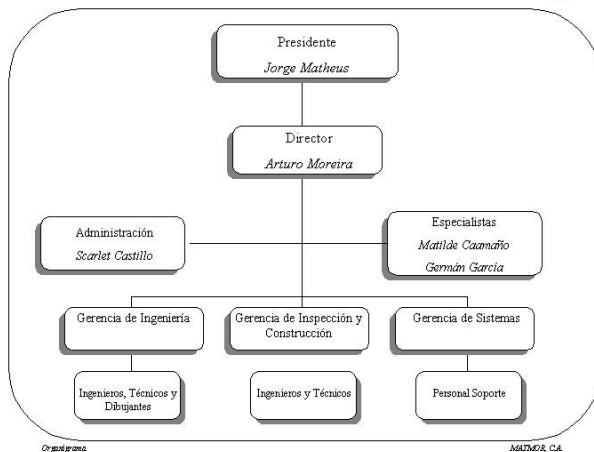 Presidente
Jorge Matheus
Director
Arturo Moreira
Administración
Scarlet Castillo
Especialistas
Matilde Caamaño
Germán García
Gerencia de Ingeniería
Gerencia de Inspección y
Construcción
Gerencia de Sistemas
Ingenieros, Técnicos y
Dibujantes
Ingenieros y Técnicos
Personal Soporte
Organigrama
MATMOR, C.A.